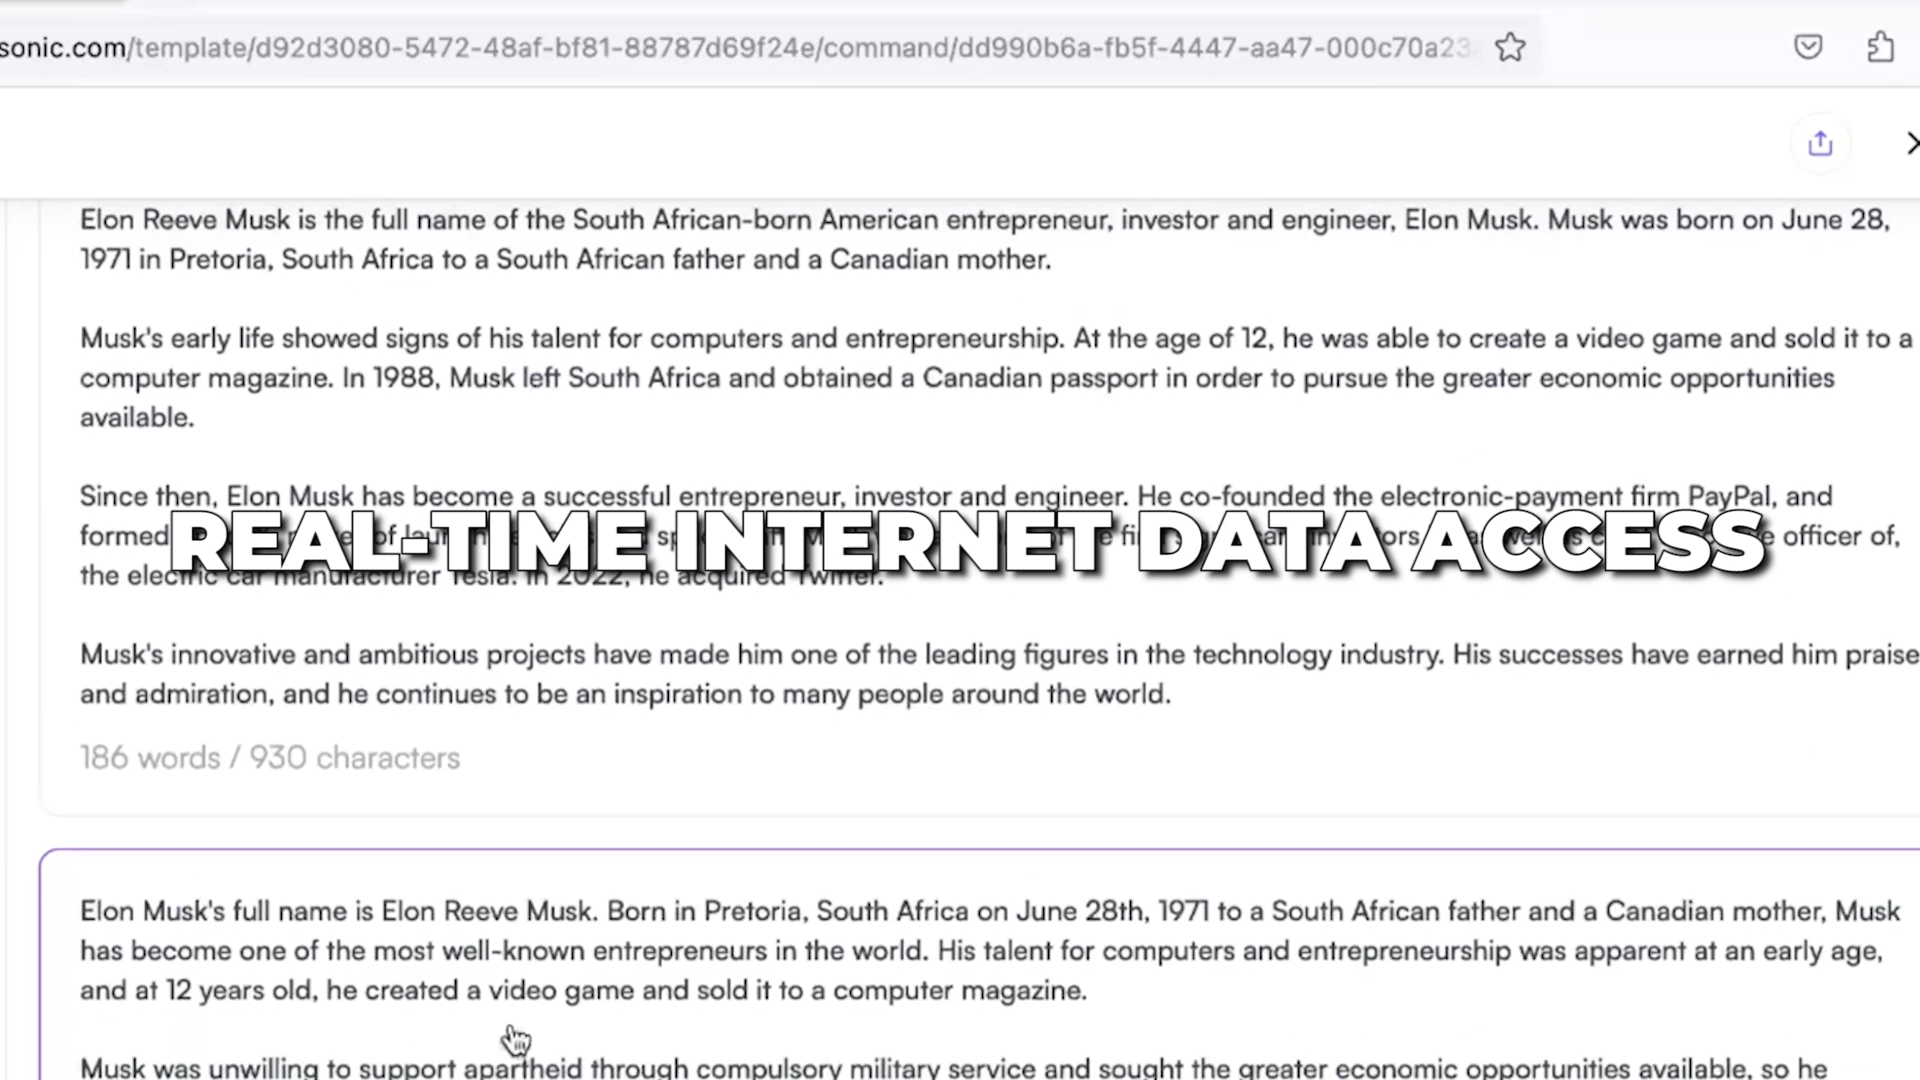 sonic.com/template/d92d3080-5472-48af-bf81-88787d69f24e/command/dd990b6a-fb5f-4447-aa47-000c70a23
Elon Reeve Musk is the full name of the South African-born American entrepreneur, investor and engineer, Elon Musk. Musk was born on June 28,
1971 in Pretoria, South Africa to a South African father and a Canadian mother.
Musk's early life showed signs of his talent for computers and entrepreneurship. At the age of 12, he was able to create a video game and sold it to a
computer magazine. In 1988, Musk left South Africa and obtained a Canadian passport in order to pursue the greater economic opportunities
available.
Since then, Elon Musk has become a successful entrepreneur, investor and engineer. He co-founded the electronic-payment firm PayPal, and
formed officer of,
REAL-TIME INTERNET DATA ACCESS
the electric car manufacturer Tesla. In 2022, he acquired Twitter.
Musk's innovative and ambitious projects have made him one of the leading figures in the technology industry. His successes have earned him praise
and admiration, and he continues to be an inspiration to many people around the world.
186 words / 930 characters
Elon Musk's full name is Elon Reeve Musk. Born in Pretoria, South Africa on June 28th, 1971 to a South African father and a Canadian mother, Musk
has become one of the most well-known entrepreneurs in the world. His talent for computers and entrepreneurship was apparent at an early age,
and at 12 years old, he created a video game and sold it to a computer magazine.
Musk was unwilling to support apartheid through compulsory military service and sought the greater economic opportunities available, so he